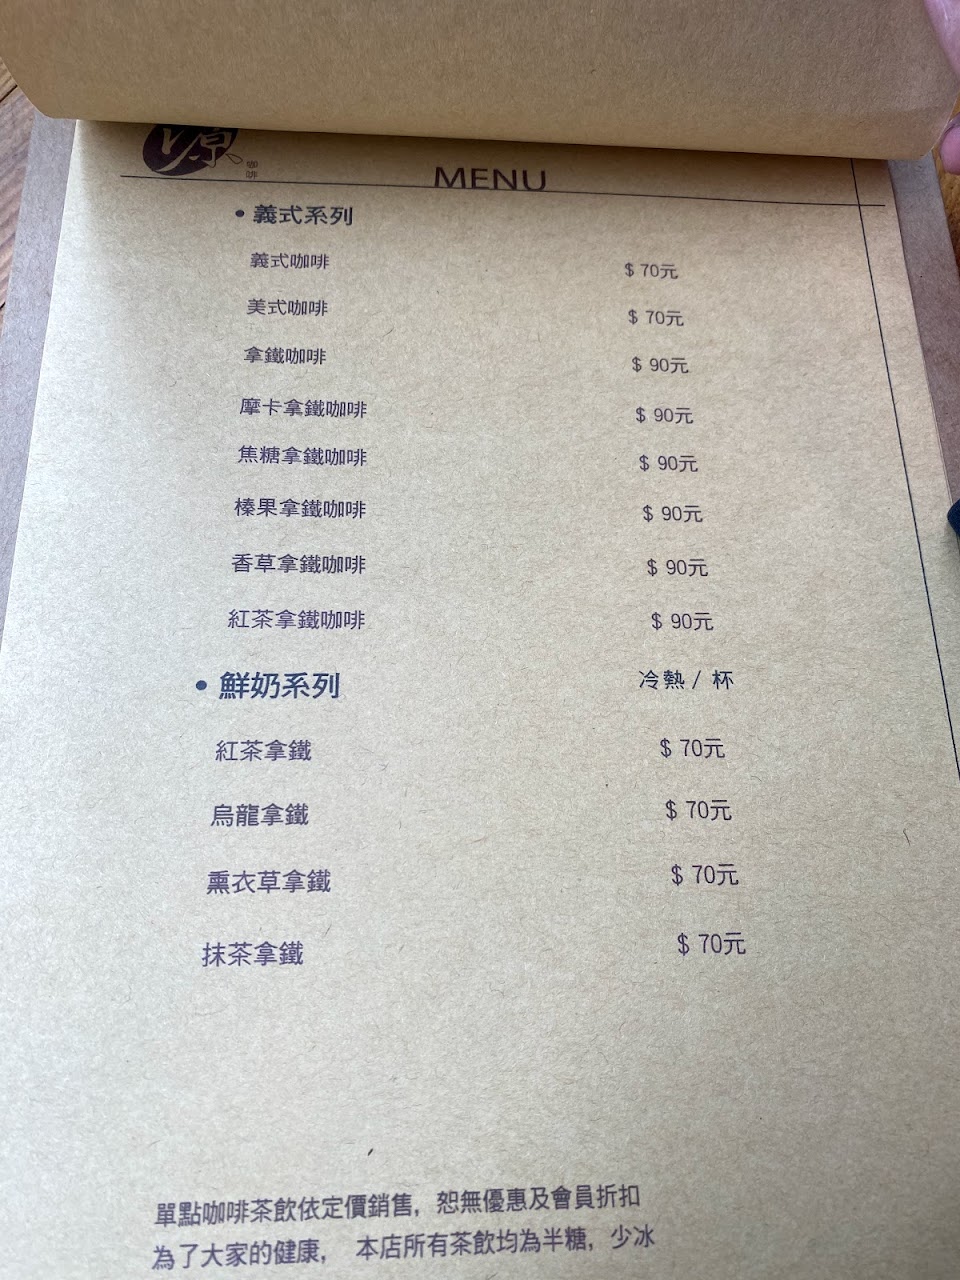 源
咖啡
MENU
• 義式系列
義式咖啡 $ 70元
美式咖啡 $ 70元
拿鐵咖啡 $ 90元
摩卡拿鐵咖啡 $ 90元
焦糖拿鐵咖啡 $ 90元
榛果拿鐵咖啡 $ 90元
香草拿鐵咖啡 $ 90元
紅茶拿鐵咖啡 $ 90元
• 鮮奶系列 冷熱 / 杯
紅茶拿鐵 $ 70元
烏龍拿鐵 $ 70元
薰衣草拿鐵 $ 70元
抹茶拿鐵 $ 70元
單點咖啡茶飲依定價銷售，恕無優惠及會員折扣
為了大家的健康， 本店所有茶飲均為半糖，少冰